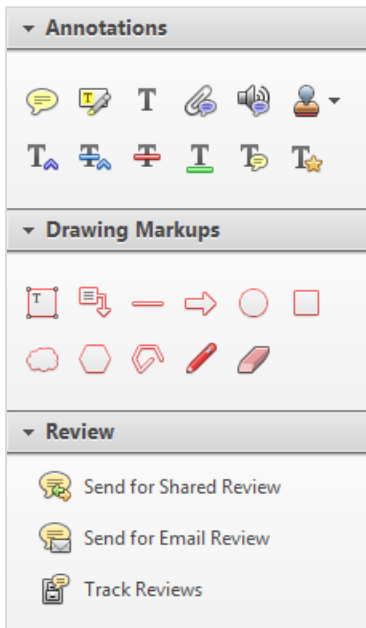 Annotations
T T
T T T T T T
Drawing Markups
T
Review
Send for Shared Review
Send for Email Review
Track Reviews